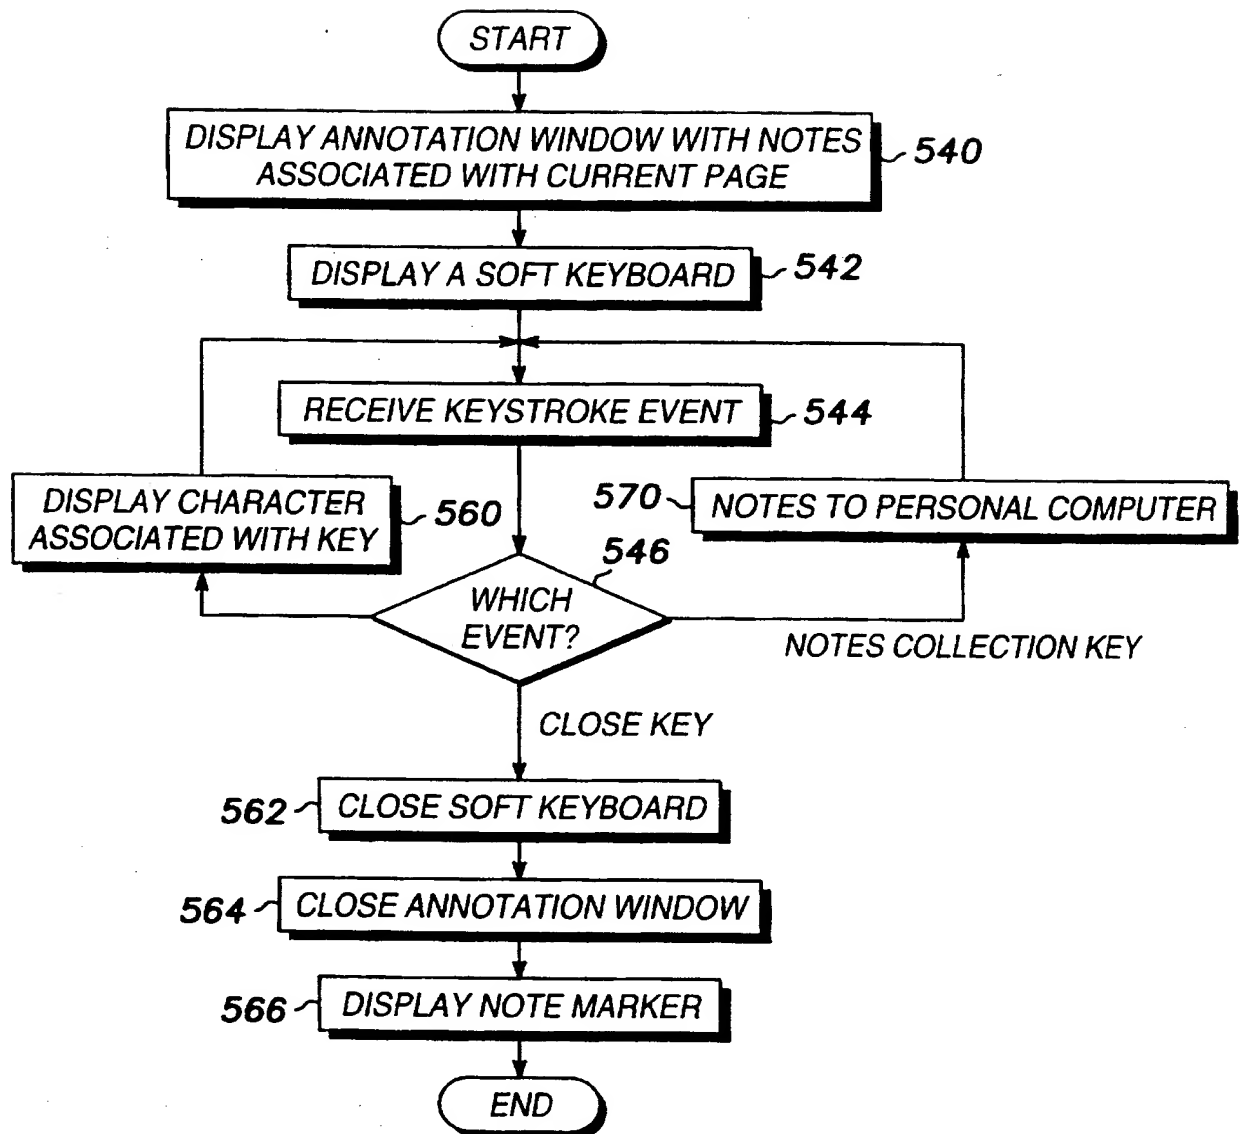 START
DISPLAY ANNOTATION WINDOW WITH NOTES
ASSOCIATED WITH CURRENT PAGE
540
DISPLAY A SOFT KEYBOARD
542
RECEIVE KEYSTROKE EVENT
544
DISPLAY CHARACTER
ASSOCIATED WITH KEY
560
570
NOTES TO PERSONAL COMPUTER
546
WHICH
EVENT?
NOTES COLLECTION KEY
CLOSE KEY
562
CLOSE SOFT KEYBOARD
564
CLOSE ANNOTATION WINDOW
566
DISPLAY NOTE MARKER
END